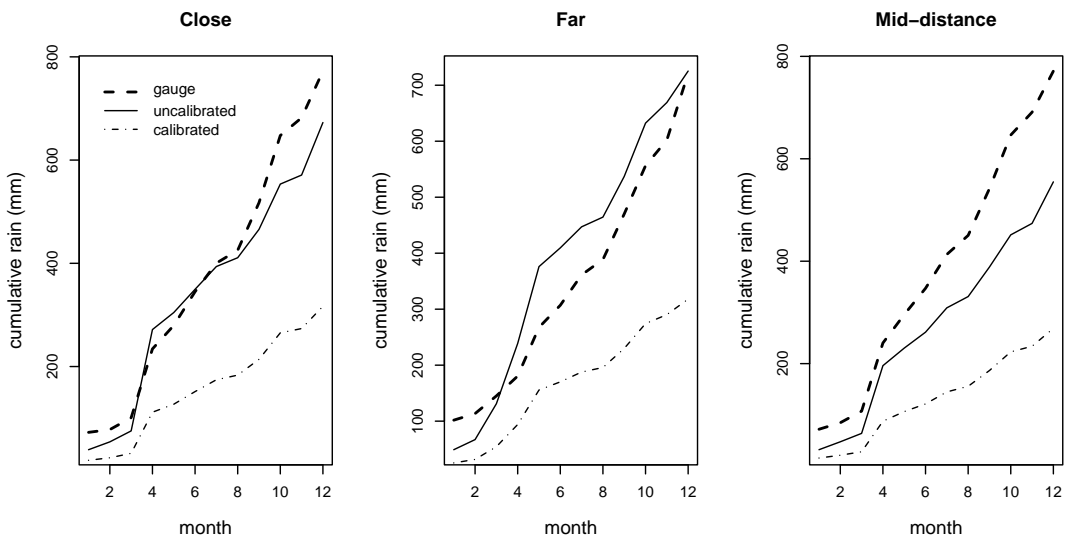 Close
cumulative rain (mm)
800
600
400
200
gauge
uncalibrated
calibrated
2 4 6 8 10 12
month
Far
cumulative rain (mm)
700
600
500
400
300
200
100
2 4 6 8 10 12
month
Mid−distance
cumulative rain (mm)
800
600
400
200
2 4 6 8 10 12
month